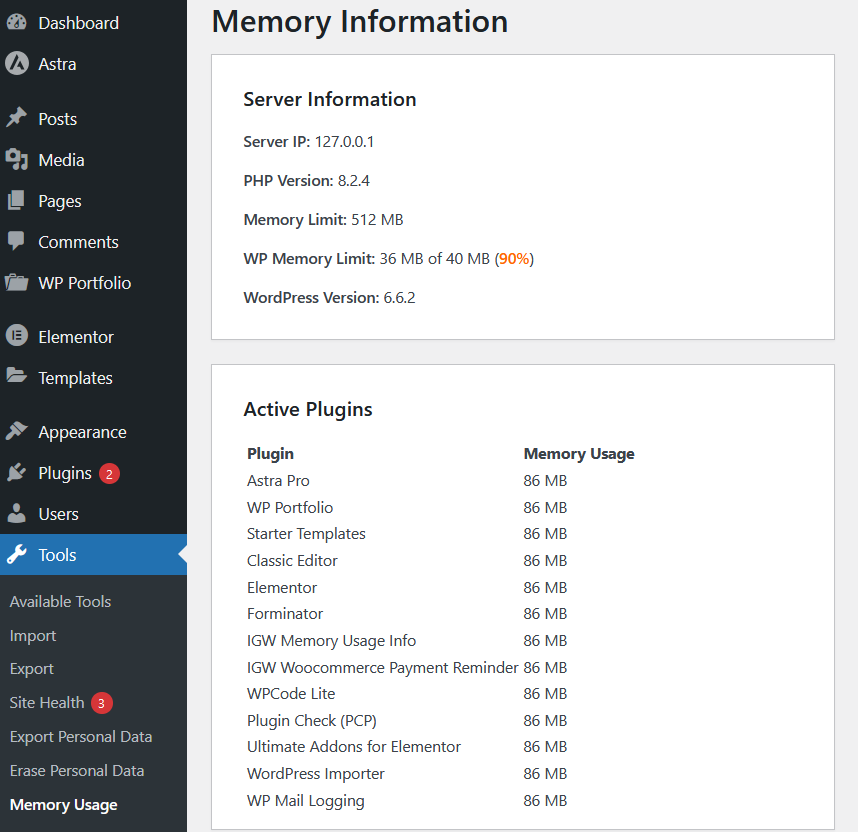 Dashboard
Astra
Posts
Media
Pages
Comments
WP Portfolio
Elementor
Templates
Appearance
Plugins 2
Users
Tools
Available Tools
Import
Export
Site Health 3
Export Personal Data
Erase Personal Data
Memory Usage
Memory Information
Server Information
Server IP: 127.0.0.1
PHP Version: 8.2.4
Memory Limit: 512 MB
WP Memory Limit: 36 MB of 40 MB (90%)
WordPress Version: 6.6.2
Active Plugins
Plugin Memory Usage
Astra Pro 86 MB
WP Portfolio 86 MB
Starter Templates 86 MB
Classic Editor 86 MB
Elementor 86 MB
Forminator 86 MB
IGW Memory Usage Info 86 MB
IGW Woocommerce Payment Reminder 86 MB
WPCode Lite 86 MB
Plugin Check (PCP) 86 MB
Ultimate Addons for Elementor 86 MB
WordPress Importer 86 MB
WP Mail Logging 86 MB